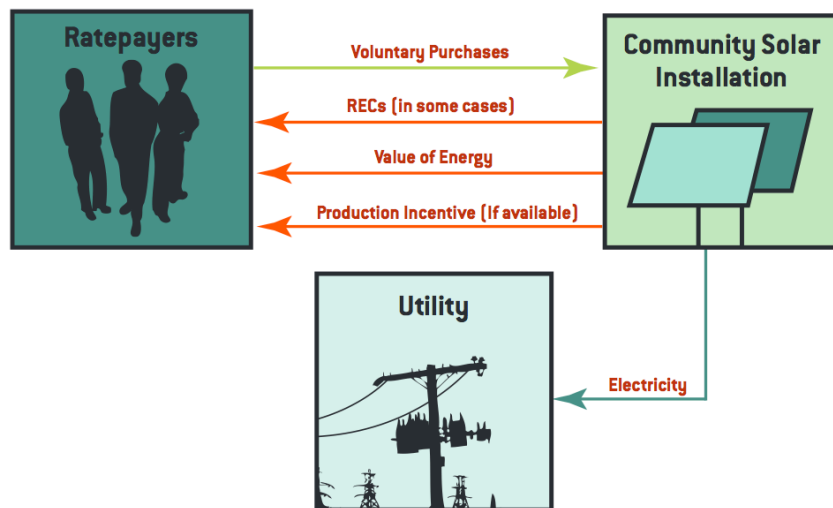 Ratepayers
Voluntary Purchases
RECs (in some cases)
Value of Energy
Production Incentive (If available)
Community Solar
Installation
Utility
Electricity